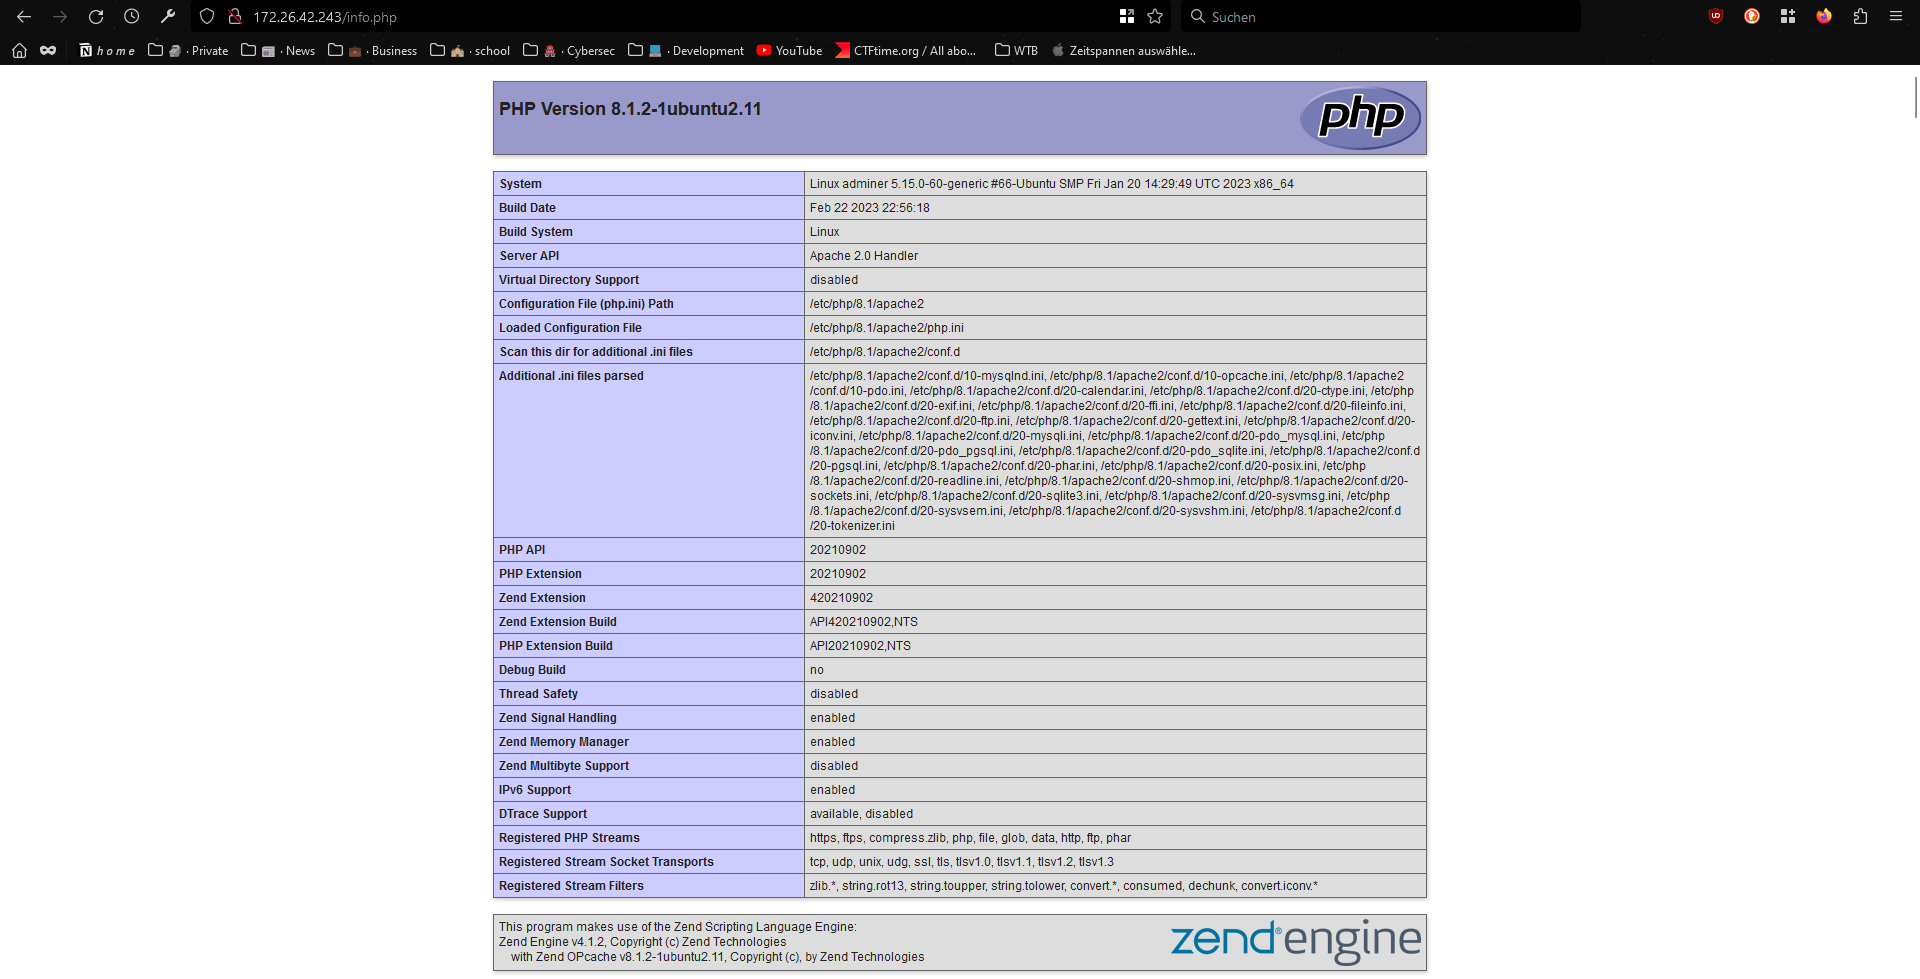 172.26.42.243/info.php
Suchen
h o m e
· Private
· News
· Business
· school
· Cybersec
· Development
YouTube
CTFtime.org / All abo...
WTB
Zeitspannen auswähle...
PHP Version 8.1.2-1ubuntu2.11
php
System Linux adminer 5.15.0-60-generic #66-Ubuntu SMP Fri Jan 20 14:29:49 UTC 2023 x86_64
Build Date Feb 22 2023 22:56:18
Build System Linux
Server API Apache 2.0 Handler
Virtual Directory Support disabled
Configuration File (php.ini) Path /etc/php/8.1/apache2
Loaded Configuration File /etc/php/8.1/apache2/php.ini
Scan this dir for additional .ini files /etc/php/8.1/apache2/conf.d
Additional .ini files parsed /etc/php/8.1/apache2/conf.d/10-mysqlnd.ini, /etc/php/8.1/apache2/conf.d/10-opcache.ini, /etc/php/8.1/apache2
/conf.d/10-pdo.ini, /etc/php/8.1/apache2/conf.d/20-calendar.ini, /etc/php/8.1/apache2/conf.d/20-ctype.ini, /etc/php
/8.1/apache2/conf.d/20-exif.ini, /etc/php/8.1/apache2/conf.d/20-ffi.ini, /etc/php/8.1/apache2/conf.d/20-fileinfo.ini,
/etc/php/8.1/apache2/conf.d/20-ftp.ini, /etc/php/8.1/apache2/conf.d/20-gettext.ini, /etc/php/8.1/apache2/conf.d/20-
iconv.ini, /etc/php/8.1/apache2/conf.d/20-mysqli.ini, /etc/php/8.1/apache2/conf.d/20-pdo_mysql.ini, /etc/php
/8.1/apache2/conf.d/20-pdo_pgsql.ini, /etc/php/8.1/apache2/conf.d/20-pdo_sqlite.ini, /etc/php/8.1/apache2/conf.d
/20-pgsql.ini, /etc/php/8.1/apache2/conf.d/20-phar.ini, /etc/php/8.1/apache2/conf.d/20-posix.ini, /etc/php
/8.1/apache2/conf.d/20-readline.ini, /etc/php/8.1/apache2/conf.d/20-shmop.ini, /etc/php/8.1/apache2/conf.d/20-
sockets.ini, /etc/php/8.1/apache2/conf.d/20-sqlite3.ini, /etc/php/8.1/apache2/conf.d/20-sysvmsg.ini, /etc/php
/8.1/apache2/conf.d/20-sysvsem.ini, /etc/php/8.1/apache2/conf.d/20-sysvshm.ini, /etc/php/8.1/apache2/conf.d
/20-tokenizer.ini
PHP API 20210902
PHP Extension 20210902
Zend Extension 420210902
Zend Extension Build API420210902,NTS
PHP Extension Build API20210902,NTS
Debug Build no
Thread Safety disabled
Zend Signal Handling enabled
Zend Memory Manager enabled
Zend Multibyte Support disabled
IPv6 Support enabled
DTrace Support available, disabled
Registered PHP Streams https, ftps, compress.zlib, php, file, glob, data, http, ftp, phar
Registered Stream Socket Transports tcp, udp, unix, udg, ssl, tls, tlsv1.0, tlsv1.1, tlsv1.2, tlsv1.3
Registered Stream Filters zlib.*, string.rot13, string.toupper, string.tolower, convert.*, consumed, dechunk, convert.iconv.*
This program makes use of the Zend Scripting Language Engine:
Zend Engine v4.1.2, Copyright (c) Zend Technologies
with Zend OPcache v8.1.2-1ubuntu2.11, Copyright (c), by Zend Technologies
zend® engine